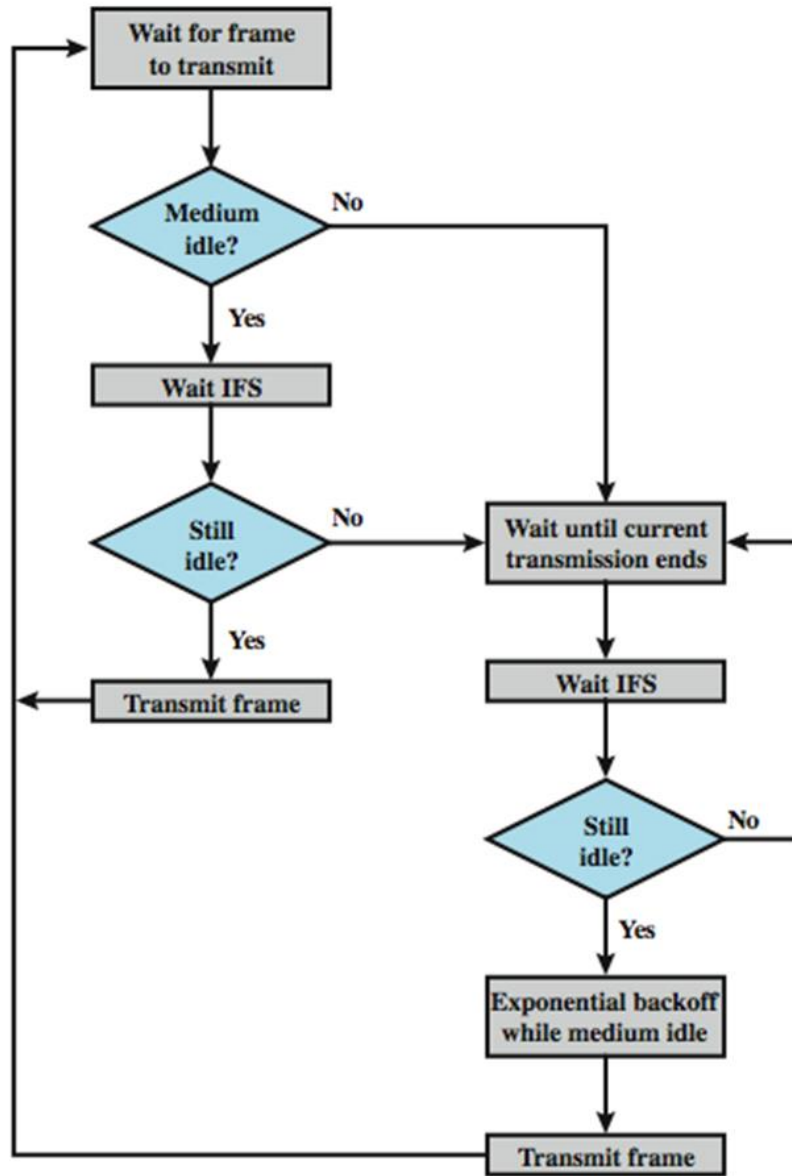 Wait for frame
to transmit
Medium
idle?
No
Yes
Wait IFS
Still
idle?
No
Yes
Transmit frame
Wait until current
transmission ends
Wait IFS
Still
idle?
No
Yes
Exponential backoff
while medium idle
Transmit frame